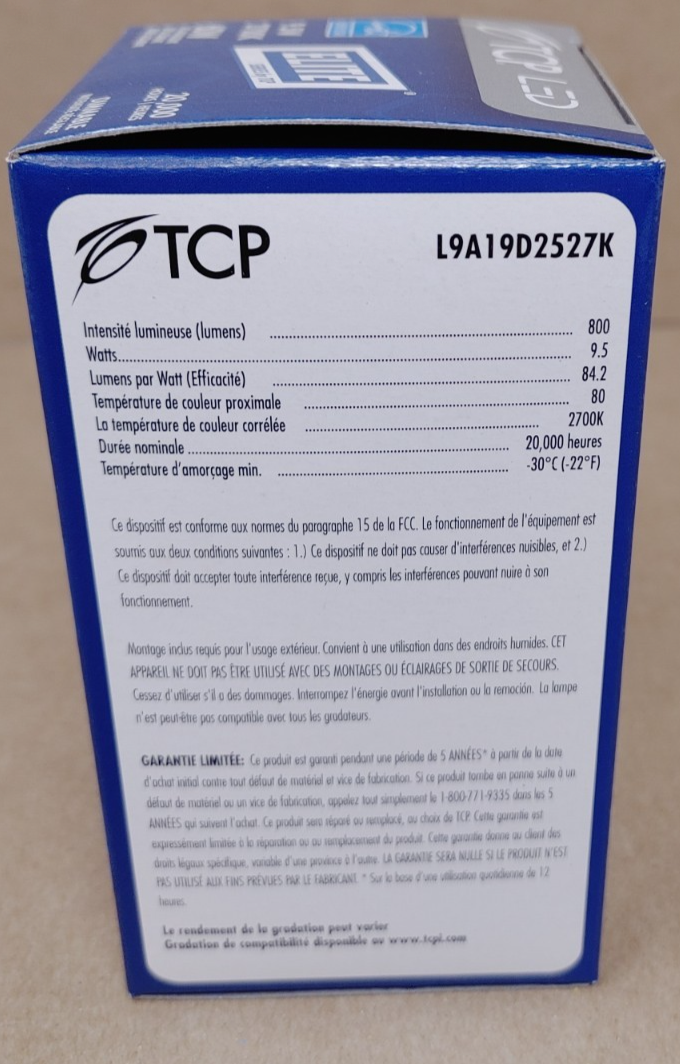 TCP LED
ELITE
20,000
DIMMABLE
TCP
L9A19D2527K
Intensité lumineuse (lumens) ........ 800
Watts........ 9.5
Lumens par Watt (Efficacité) ........ 84.2
Température de couleur proximale ........ 80
La température de couleur corrélée ........ 2700K
Durée nominale ........ 20,000 heures
Température d'amorçage min. ........ -30°C (-22°F)
Ce dispositif est conforme aux normes du paragraphe 15 de la FCC. Le fonctionnement de l'équipement est
soumis aux deux conditions suivantes : 1.) Ce dispositif ne doit pas causer d'interférences nuisibles, et 2.)
Ce dispositif doit accepter toute interférence reçue, y compris les interférences pouvant nuire à son
fonctionnement.
Montage inclus requis pour l'usage extérieur. Convient à une utilisation dans des endroits humides. CET
APPAREIL NE DOIT PAS ÊTRE UTILISÉ AVEC DES MONTAGES OU ÉCLAIRAGES DE SORTIE DE SECOURS.
Cessez d'utiliser s'il a des dommages. Interrompez l'énergie avant l'installation ou la remoción. La lampe
n'est peut-être pas compatible avec tous les gradateurs.
GARANTIE LIMITÉE: Ce produit est garanti pendant une période de 5 ANNÉES* à partir de la date
d'achat initial contre tout défaut de matériel et vice de fabrication. Si ce produit tombe en panne suite à un
défaut de matériel ou un vice de fabrication, appelez tout simplement le 1-800-771-9335 dans les 5
ANNÉES qui suivent l'achat. Ce produit sera réparé ou remplacé, au choix de TCP. Cette garantie est
expressément limitée à la réparation ou au remplacement du produit. Cette garantie donne au client des
droits légaux spécifique, variable d'une province à l'autre. LA GARANTIE SERA NULLE SI LE PRODUIT N'EST
PAS UTILISÉ AUX FINS PRÉVUES PAR LE FABRICANT. * Sur la base d'une utilisation quotidienne de 12
heures.
Le rendement de la gradation peut varier
Gradation de compatibilité disponible av www.tcpi.com